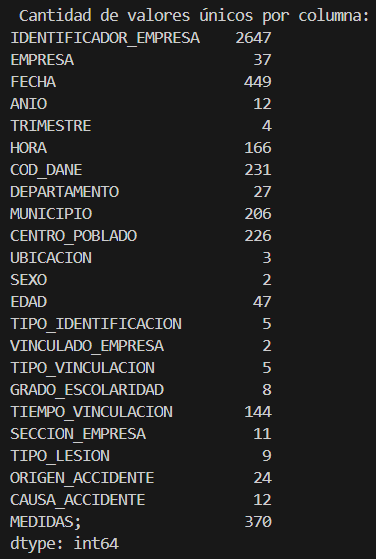 Cantidad de valores únicos por columna:
IDENTIFICADOR_EMPRESA 2647
EMPRESA 37
FECHA 449
ANIO 12
TRIMESTRE 4
HORA 166
COD_DANE 231
DEPARTAMENTO 27
MUNICIPIO 206
CENTRO_POBLADO 226
UBICACION 3
SEXO 2
EDAD 47
TIPO_IDENTIFICACION 5
VINCULADO_EMPRESA 2
TIPO_VINCULACION 5
GRADO_ESCOLARIDAD 8
TIEMPO_VINCULACION 144
SECCION_EMPRESA 11
TIPO_LESION 9
ORIGEN_ACCIDENTE 24
CAUSA_ACCIDENTE 12
MEDIDAS; 370
dtype: int64